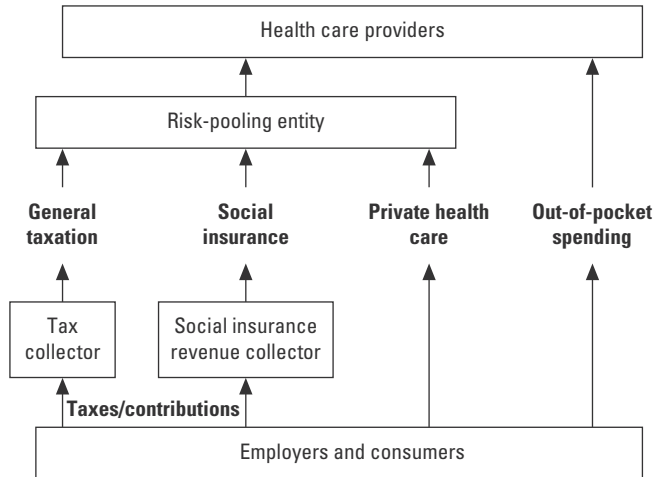 Health care providers
Risk-pooling entity
General
taxation
Social
insurance
Private health
care
Out-of-pocket
spending
Tax
collector
Social insurance
revenue collector
Taxes/contributions
Employers and consumers